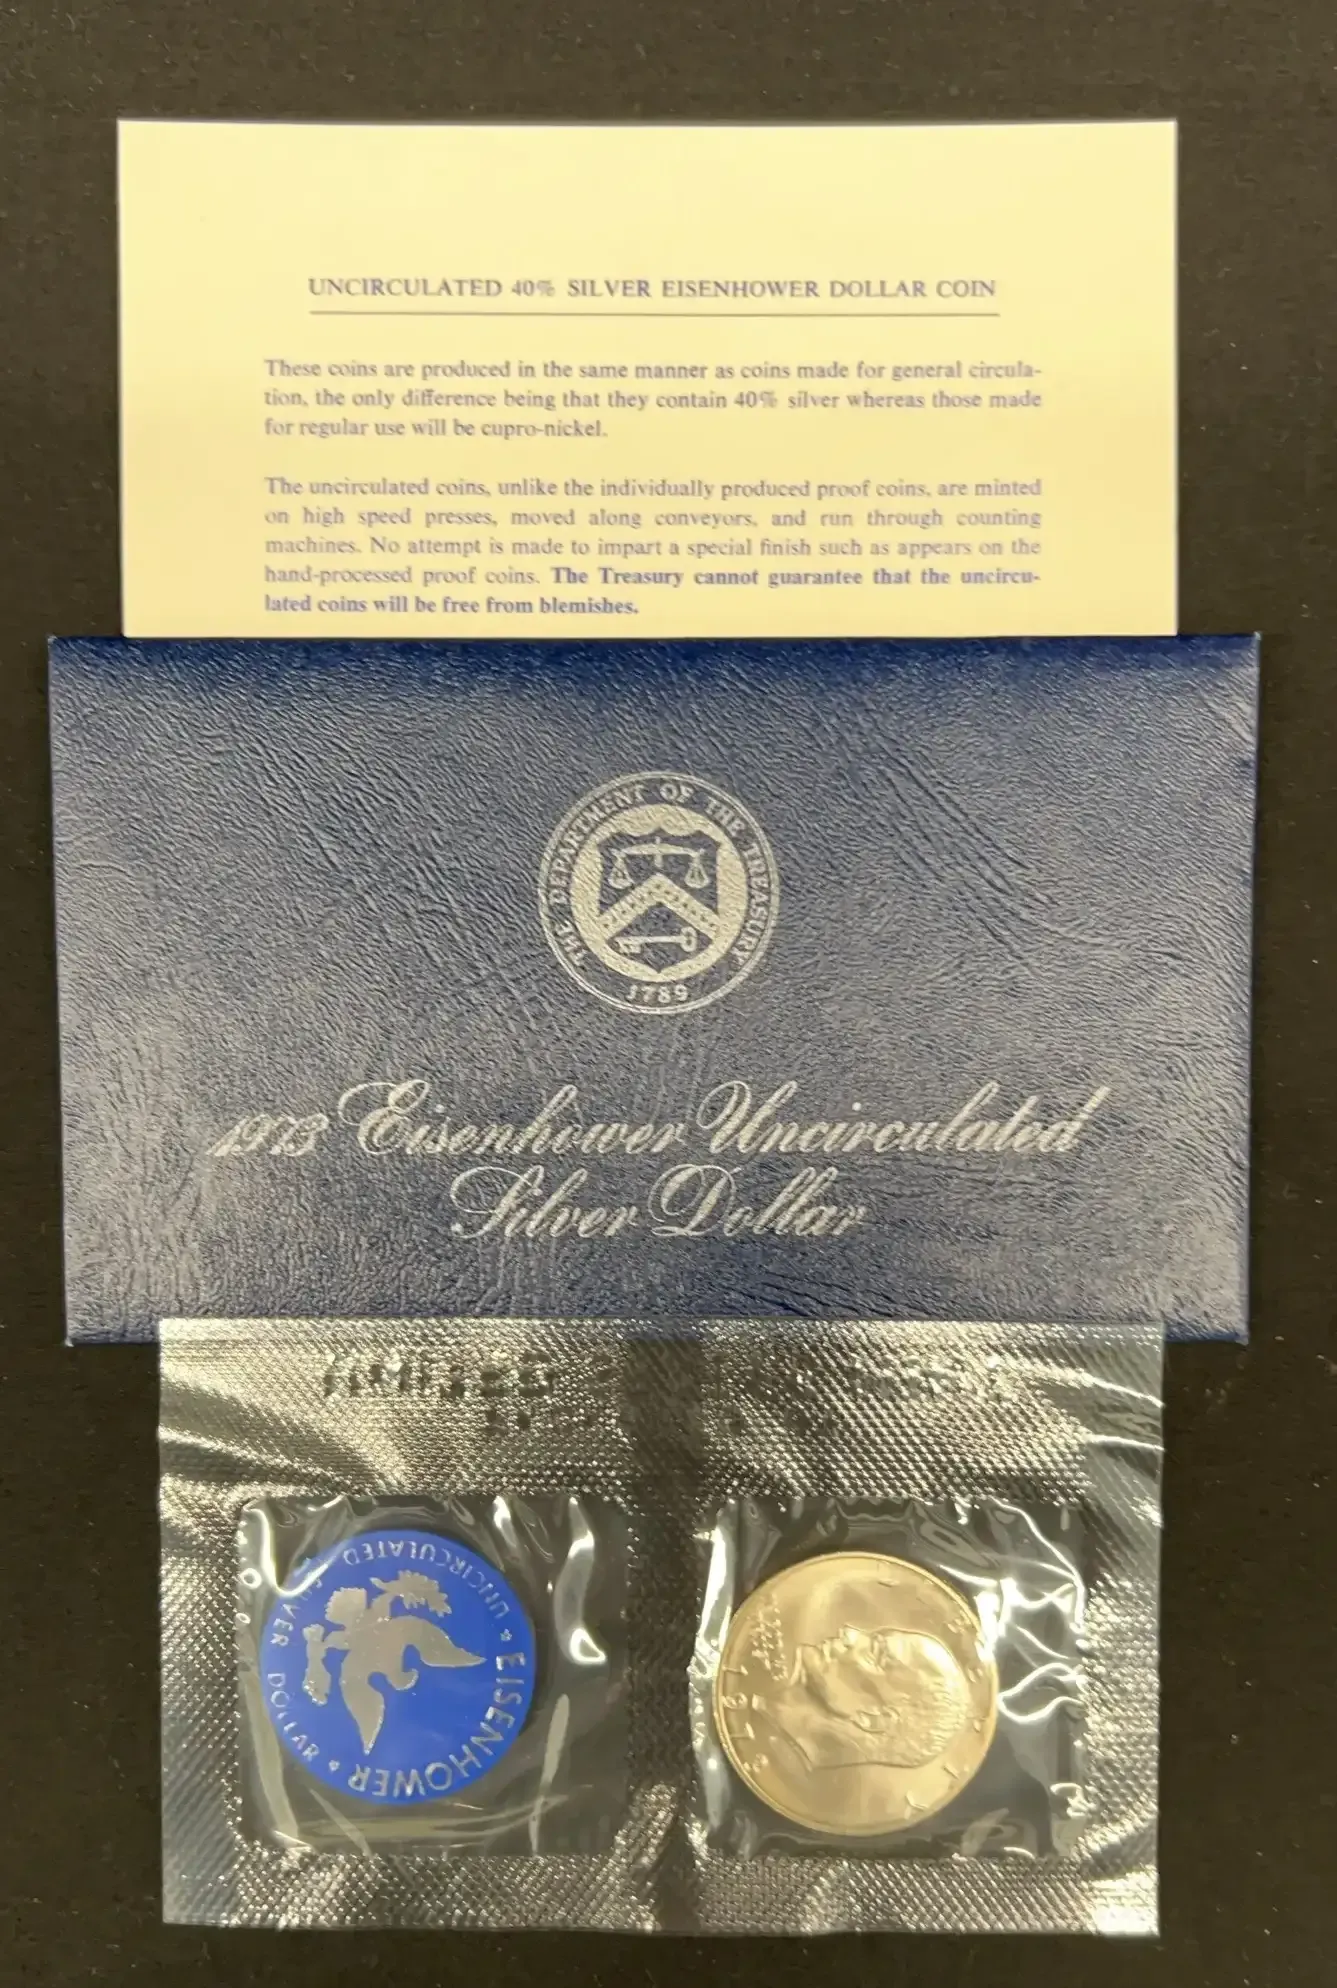 UNCIRCULATED 40% SILVER EISENHOWER DOLLAR COIN
These coins are produced in the same manner as coins made for general circula-
tion, the only difference being that they contain 40% silver whereas those made
for regular use will be cupro-nickel.
The uncirculated coins, unlike the individually produced proof coins, are minted
on high speed presses, moved along conveyors, and run through counting
machines. No attempt is made to impart a special finish such as appears on the
hand-processed proof coins. The Treasury cannot guarantee that the uncircu-
lated coins will be free from blemishes.
THE DEPARTMENT OF THE TREASURY
1789
1973 Eisenhower Uncirculated
Silver Dollar
EISENHOWER
UNCIRCULATED
SILVER DOLLAR